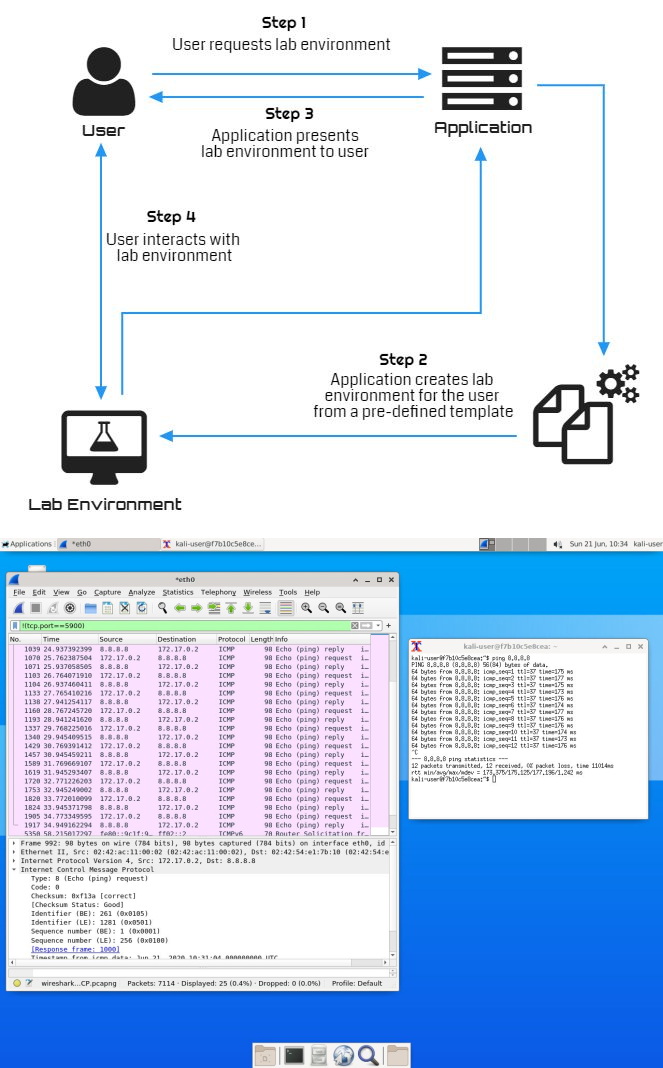 Step 1
User requests lab environment
User
Application
Step 3
Application presents
lab environment to user
Step 4
User interacts with
lab environment
Step 2
Application creates lab
environment for the user
from a pre-defined template
Lab Environment
Applications *eth0 kali-user@f7b10c5e8ce... Sun 21 Jun, 10:34 kali-user
*eth0
File Edit View Go Capture Analyze Statistics Telephony Wireless Tools Help
!(tcp.port==5900)
No. Time Source Destination Protocol Length Info
1039 24.937392399 8.8.8.8 172.17.0.2 ICMP 98 Echo (ping) reply i…
1070 25.762387504 172.17.0.2 8.8.8.8 ICMP 98 Echo (ping) request i…
1071 25.937058505 8.8.8.8 172.17.0.2 ICMP 98 Echo (ping) reply i…
1103 26.764071910 172.17.0.2 8.8.8.8 ICMP 98 Echo (ping) request i…
1104 26.937460411 8.8.8.8 172.17.0.2 ICMP 98 Echo (ping) reply i…
1133 27.765410216 172.17.0.2 8.8.8.8 ICMP 98 Echo (ping) request i…
1138 27.941254117 8.8.8.8 172.17.0.2 ICMP 98 Echo (ping) reply i…
1160 28.767245720 172.17.0.2 8.8.8.8 ICMP 98 Echo (ping) request i…
1193 28.941241620 8.8.8.8 172.17.0.2 ICMP 98 Echo (ping) reply i…
1337 29.768225016 172.17.0.2 8.8.8.8 ICMP 98 Echo (ping) request i…
1340 29.945409515 8.8.8.8 172.17.0.2 ICMP 98 Echo (ping) reply i…
1429 30.769391412 172.17.0.2 8.8.8.8 ICMP 98 Echo (ping) request i…
1457 30.945459211 8.8.8.8 172.17.0.2 ICMP 98 Echo (ping) reply i…
1589 31.769669107 172.17.0.2 8.8.8.8 ICMP 98 Echo (ping) request i…
1619 31.945293407 8.8.8.8 172.17.0.2 ICMP 98 Echo (ping) reply i…
1720 32.771226203 172.17.0.2 8.8.8.8 ICMP 98 Echo (ping) request i…
1753 32.945249002 8.8.8.8 172.17.0.2 ICMP 98 Echo (ping) reply i…
1820 33.772010099 172.17.0.2 8.8.8.8 ICMP 98 Echo (ping) request i…
1824 33.945371798 8.8.8.8 172.17.0.2 ICMP 98 Echo (ping) reply i…
1905 34.773349595 172.17.0.2 8.8.8.8 ICMP 98 Echo (ping) request i…
1917 34.949162294 8.8.8.8 172.17.0.2 ICMP 98 Echo (ping) reply i…
5350 58.215017297 fe80::9c1f:9… ff02::2 ICMPv6 70 Router Solicitation fr…
Frame 992: 98 bytes on wire (784 bits), 98 bytes captured (784 bits) on interface eth0, id
Ethernet II, Src: 02:42:ac:11:00:02 (02:42:ac:11:00:02), Dst: 02:42:54:e1:7b:10 (02:42:54:e
Internet Protocol Version 4, Src: 172.17.0.2, Dst: 8.8.8.8
Internet Control Message Protocol
Type: 8 (Echo (ping) request)
Code: 0
Checksum: 0xf13a [correct]
[Checksum Status: Good]
Identifier (BE): 261 (0x0105)
Identifier (LE): 1281 (0x0501)
Sequence number (BE): 1 (0x0001)
Sequence number (LE): 256 (0x0100)
[Response frame: 1000]
Timestamp from icmp data: Jun 21, 2020 10:31:04.000000000 UTC
wireshark...CP.pcapng Packets: 7114 · Displayed: 25 (0.4%) · Dropped: 0 (0.0%) Profile: Default
kali-user@f7b10c5e8cea: ~
kali-user@f7b10c5e8cea:~$ ping 8.8.8.8
PING 8.8.8.8 (8.8.8.8) 56(84) bytes of data.
64 bytes from 8.8.8.8: icmp_seq=1 ttl=37 time=175 ms
64 bytes from 8.8.8.8: icmp_seq=2 ttl=37 time=177 ms
64 bytes from 8.8.8.8: icmp_seq=3 ttl=37 time=175 ms
64 bytes from 8.8.8.8: icmp_seq=4 ttl=37 time=173 ms
64 bytes from 8.8.8.8: icmp_seq=5 ttl=37 time=176 ms
64 bytes from 8.8.8.8: icmp_seq=6 ttl=37 time=174 ms
64 bytes from 8.8.8.8: icmp_seq=7 ttl=37 time=177 ms
64 bytes from 8.8.8.8: icmp_seq=8 ttl=37 time=176 ms
64 bytes from 8.8.8.8: icmp_seq=9 ttl=37 time=176 ms
64 bytes from 8.8.8.8: icmp_seq=10 ttl=37 time=174 ms
64 bytes from 8.8.8.8: icmp_seq=11 ttl=37 time=173 ms
64 bytes from 8.8.8.8: icmp_seq=12 ttl=37 time=176 ms
^C
--- 8.8.8.8 ping statistics ---
12 packets transmitted, 12 received, 0% packet loss, time 11014ms
rtt min/avg/max/mdev = 173.375/175.125/177.196/1.242 ms
kali-user@f7b10c5e8cea:~$